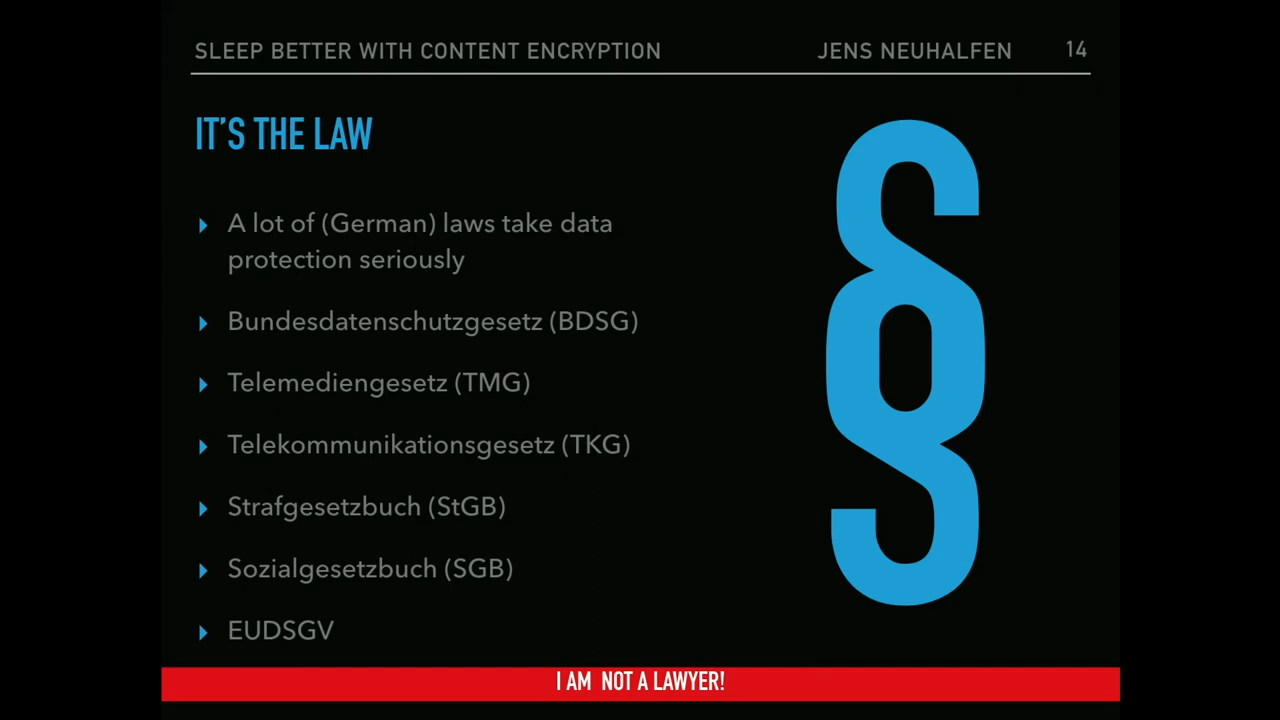 SLEEP BETTER WITH CONTENT ENCRYPTION JENS NEUHALFEN 14
IT'S THE LAW
A lot of (German) laws take data
protection seriously
Bundesdatenschutzgesetz (BDSG)
Telemediengesetz (TMG)
Telekommunikationsgesetz (TKG)
Strafgesetzbuch (StGB)
Sozialgesetzbuch (SGB)
EUDSGV
§
I AM NOT A LAWYER!